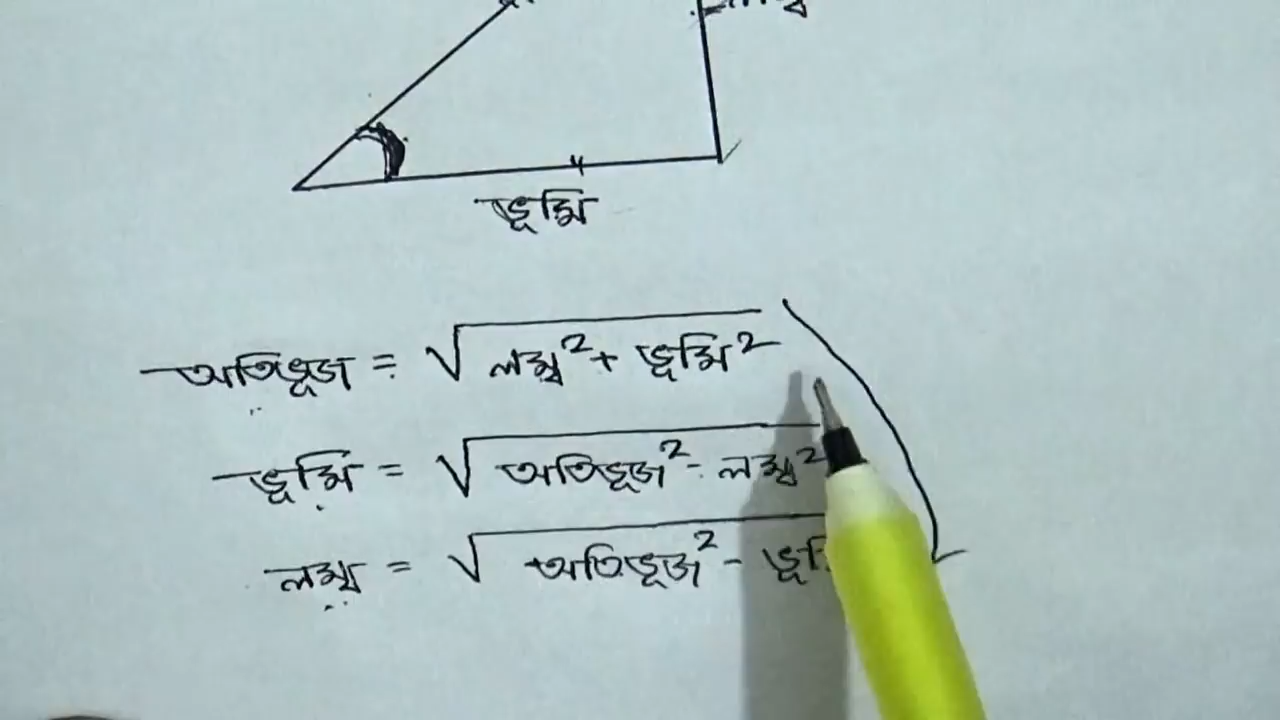 ভূমি
অতিভূজ = √লম্ব² + ভূমি²
ভূমি = √অতিভূজ² - লম্ব²
লম্ব = √অতিভূজ² - ভূ